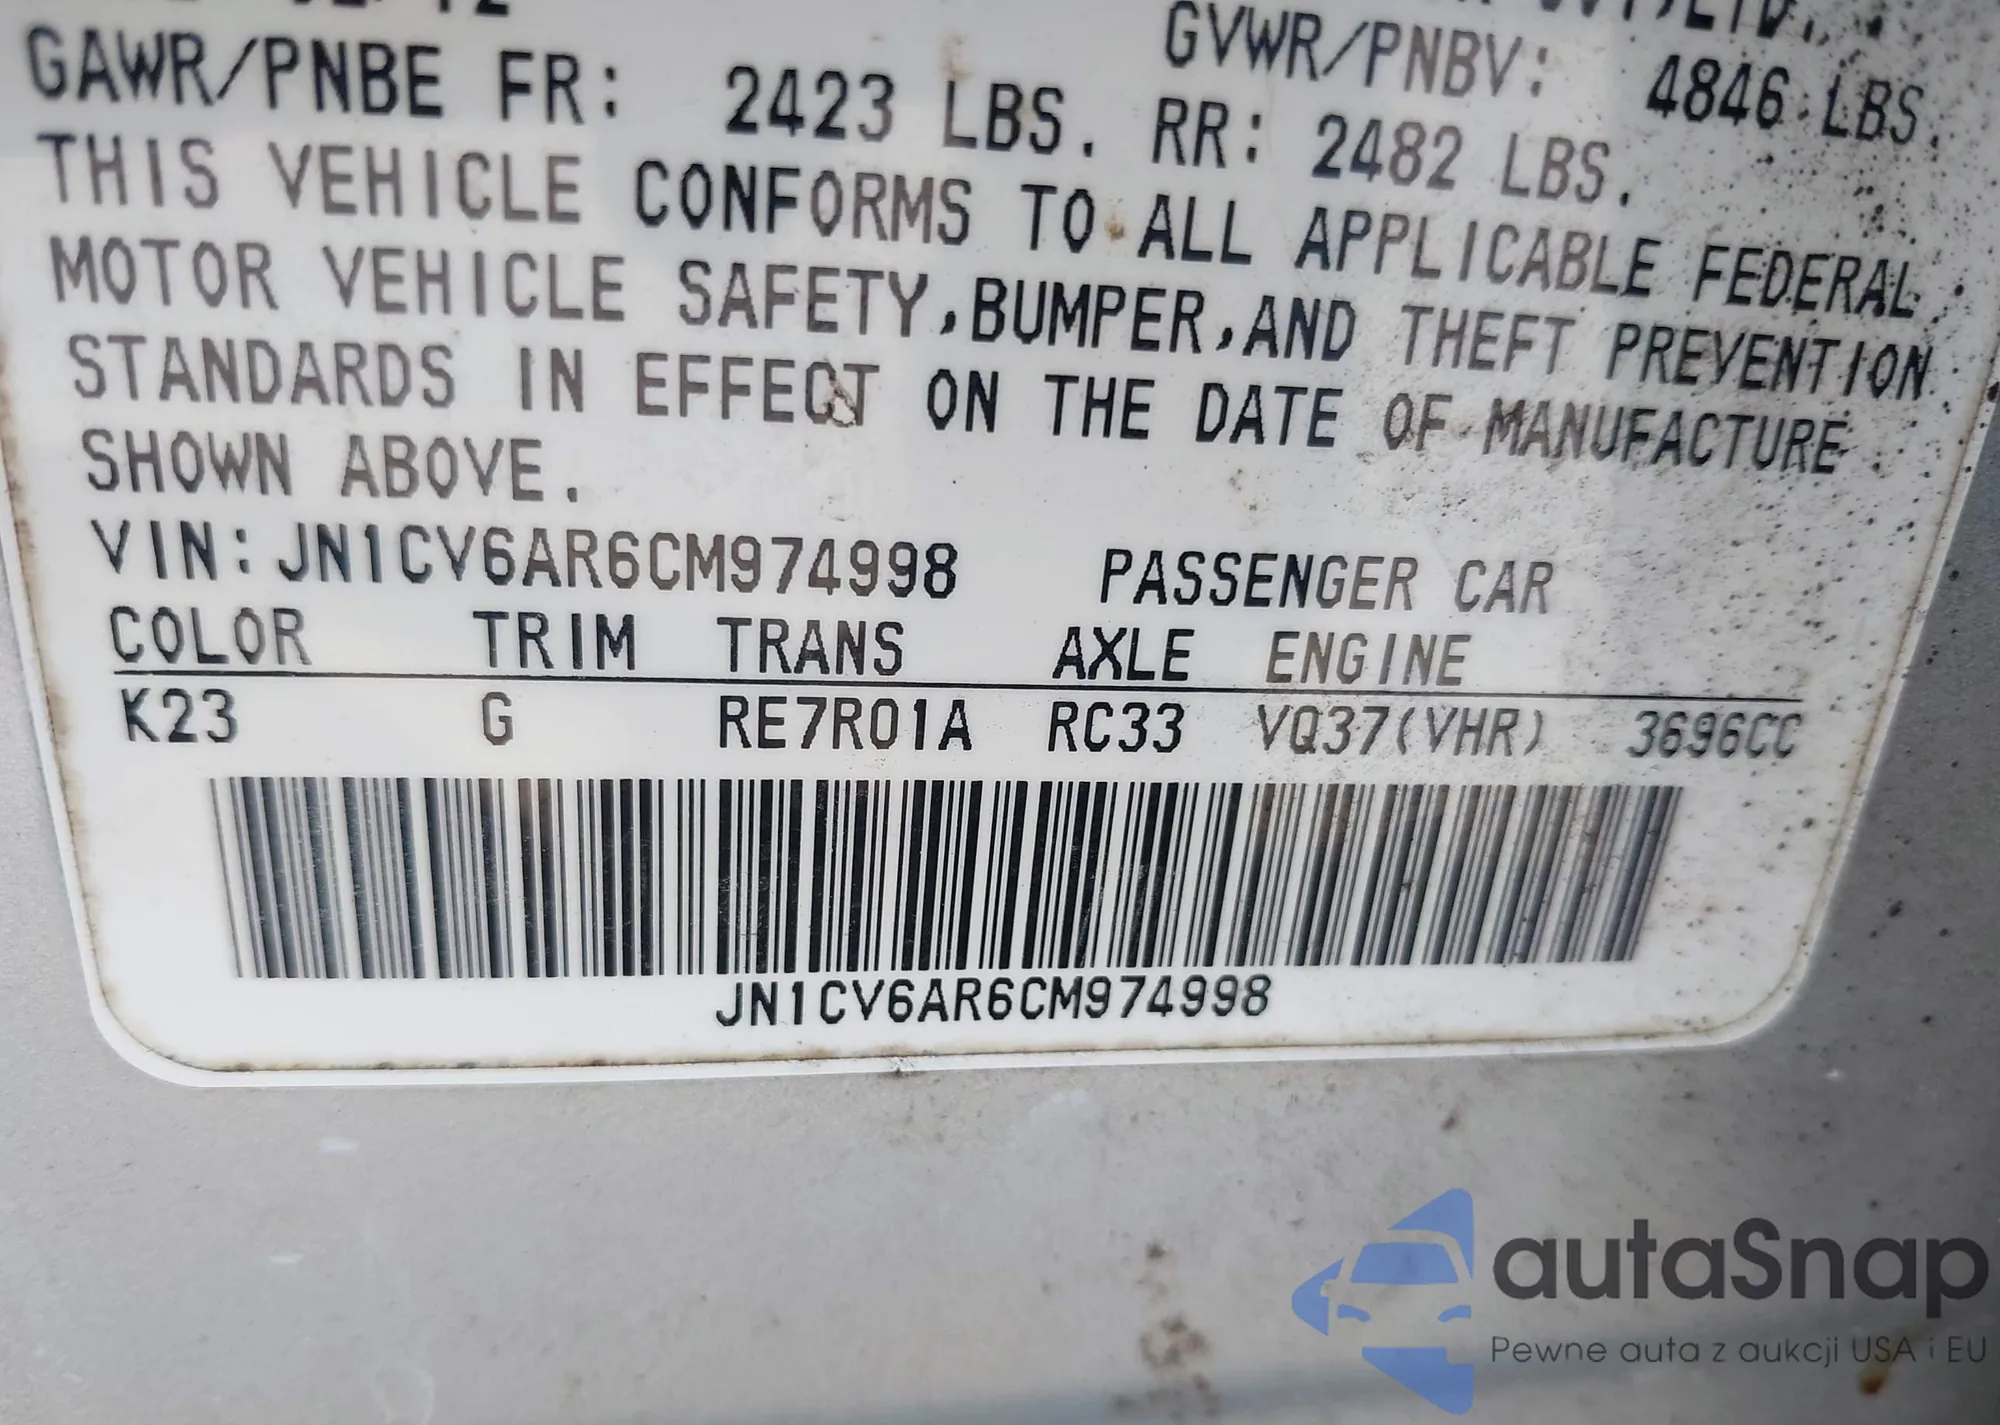 GVWR/PNBV: 4846 LBS.
GAWR/PNBE FR: 2423 LBS. RR: 2482 LBS.
THIS VEHICLE CONFORMS TO ALL APPLICABLE FEDERAL
MOTOR VEHICLE SAFETY,BUMPER,AND THEFT PREVENTION
STANDARDS IN EFFECT ON THE DATE OF MANUFACTURE
SHOWN ABOVE.
VIN:JN1CV6AR6CM974998 PASSENGER CAR
COLOR TRIM TRANS AXLE ENGINE
K23 G RE7R01A RC33 VQ37(VHR) 3696CC
JN1CV6AR6CM974998
autaSnap
Pewne auta z aukcji USA i EU